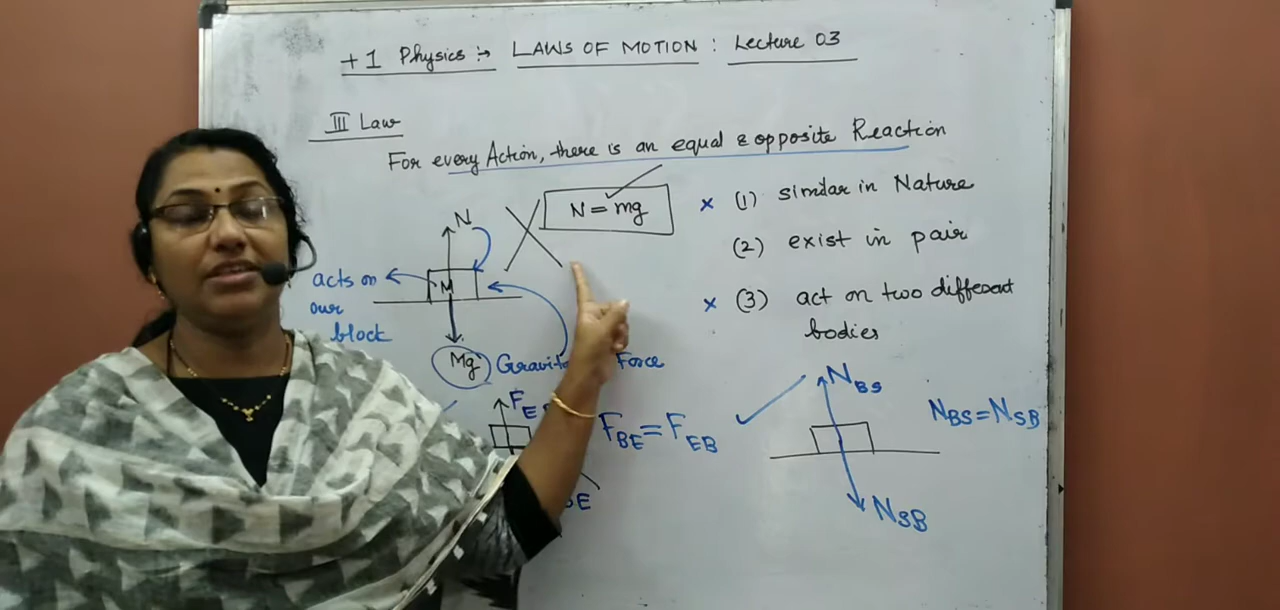 +1 Physics :→ LAWS OF MOTION : Lecture 03
III Law
For every Action, there is an equal & opposite Reaction
N = mg
× (1) similar in Nature
(2) exist in pair
× (3) act on two different
bodies
N
M
acts on
our
block
Mg
Force
F
F_BE = F_EB
N_BS
N_BS = N_SB
N_SB